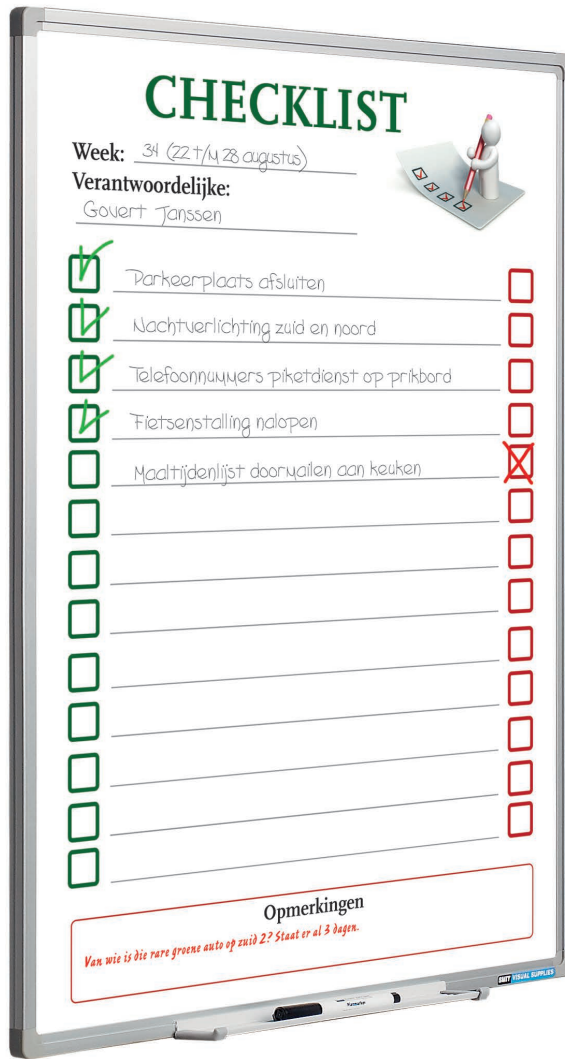 CHECKLIST
Week: 34 (22 t/m 28 augustus)
Verantwoordelijke:
Govert Janssen
Parkeerplaats afsluiten
Nachtverlichting zuid en noord
Telefoonnummers piketdienst op prikbord
Fietsenstalling nalopen
Maaltijdenlijst doormailen aan keuken
Opmerkingen
Van wie is die rare groene auto op zuid 2? Staat er al 3 dagen.
SMIT VISUAL SUPPLIES